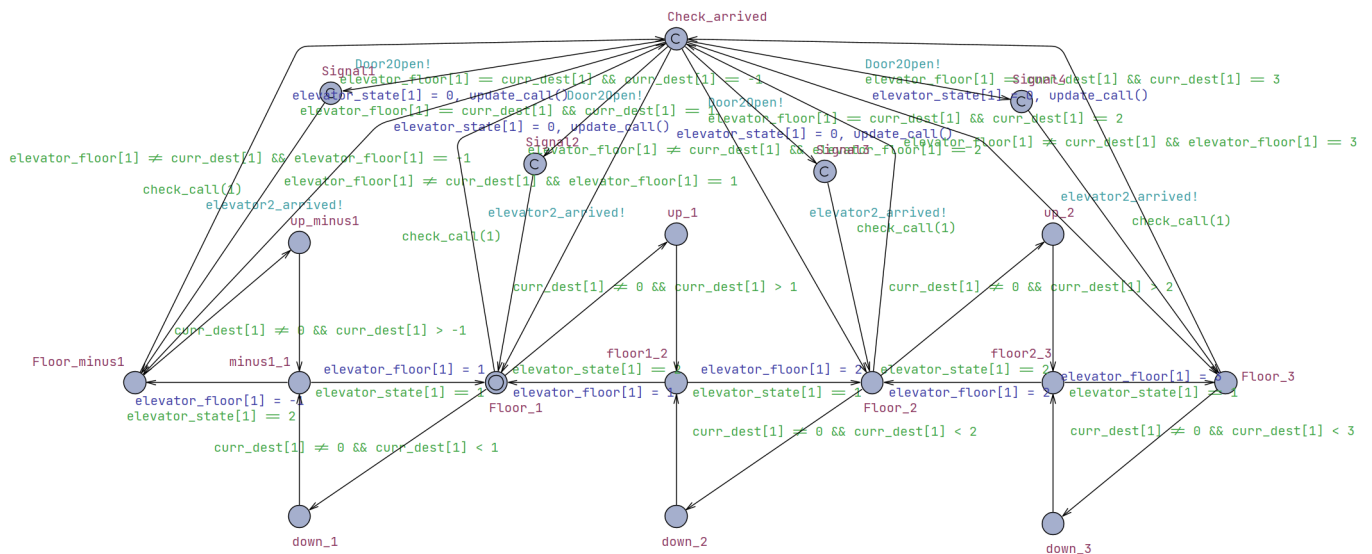 Check_arrived
Door2Open!
Door2Open!
Signal1
elevator_floor[1] == curr_dest[1] && curr_dest[1] == -1
elevator_floor[1] == curr_dest[1] && curr_dest[1] == 3
Signal4
elevator_state[1] = 0, update_call()
Door2Open!
elevator_state[1] = 0, update_call()
Door2Open!
elevator_floor[1] == curr_dest[1] && curr_dest[1] == 1
elevator_floor[1] == curr_dest[1] && curr_dest[1] == 2
elevator_state[1] = 0, update_call()
elevator_state[1] = 0, update_call()
Signal2
elevator_floor[1] ≠ curr_dest[1] && elevator_floor[1] == 2
Signal3
elevator_floor[1] ≠ curr_dest[1] && elevator_floor[1] == 3
elevator_floor[1] ≠ curr_dest[1] && elevator_floor[1] == -1
elevator_floor[1] ≠ curr_dest[1] && elevator_floor[1] == 1
check_call(1)
elevator2_arrived!
elevator2_arrived!
elevator2_arrived!
elevator2_arrived!
up_minus1
up_1
up_2
check_call(1)
check_call(1)
check_call(1)
curr_dest[1] ≠ 0 && curr_dest[1] > 1
curr_dest[1] ≠ 0 && curr_dest[1] > 2
curr_dest[1] ≠ 0 && curr_dest[1] > -1
Floor_minus1
minus1_1
floor1_2
floor2_3
elevator_floor[1] = 1
elevator_state[1] == 2
elevator_floor[1] = 2
elevator_state[1] == 2
elevator_floor[1] = 3
Floor_3
elevator_floor[1] = -1
elevator_state[1] == 1
elevator_floor[1] = 1
elevator_state[1] == 1
elevator_floor[1] = 2
elevator_state[1] == 1
elevator_state[1] == 2
Floor_1
Floor_2
curr_dest[1] ≠ 0 && curr_dest[1] < 1
curr_dest[1] ≠ 0 && curr_dest[1] < 2
curr_dest[1] ≠ 0 && curr_dest[1] < 3
down_1
down_2
down_3